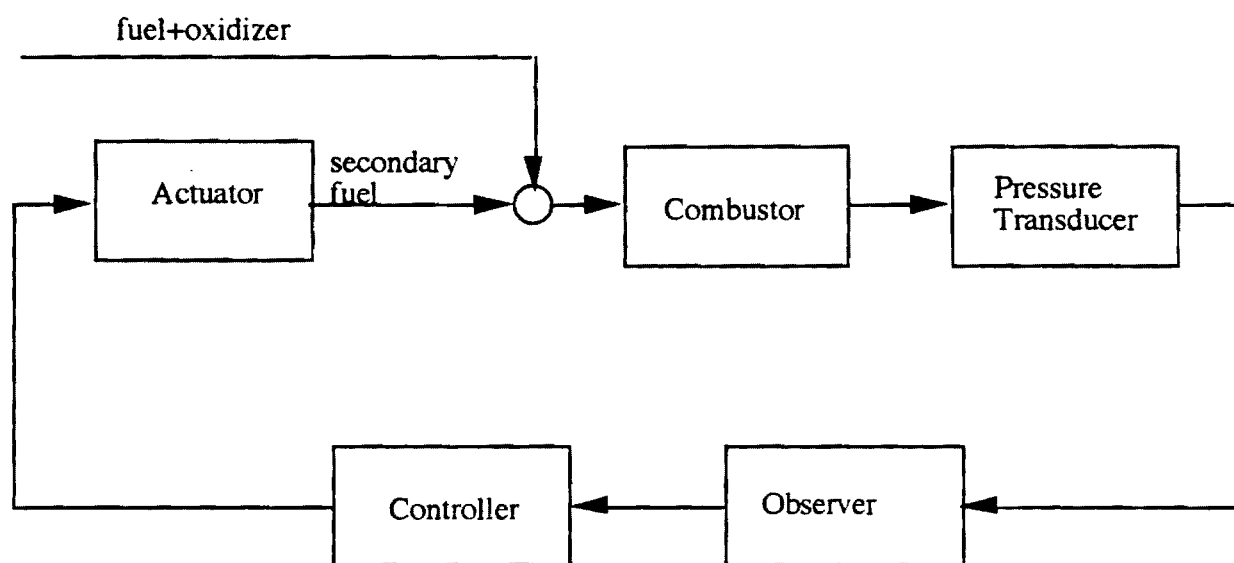 fuel+oxidizer
Actuator
secondary
fuel
Combustor
Pressure
Transducer
Controller
Observer